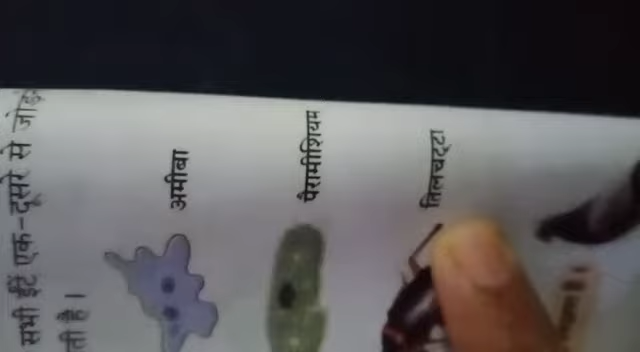 सभी ईंटें एक-दूसरे से
ती है।
अमीबा
पैरामीशियम
तिलचट्टा